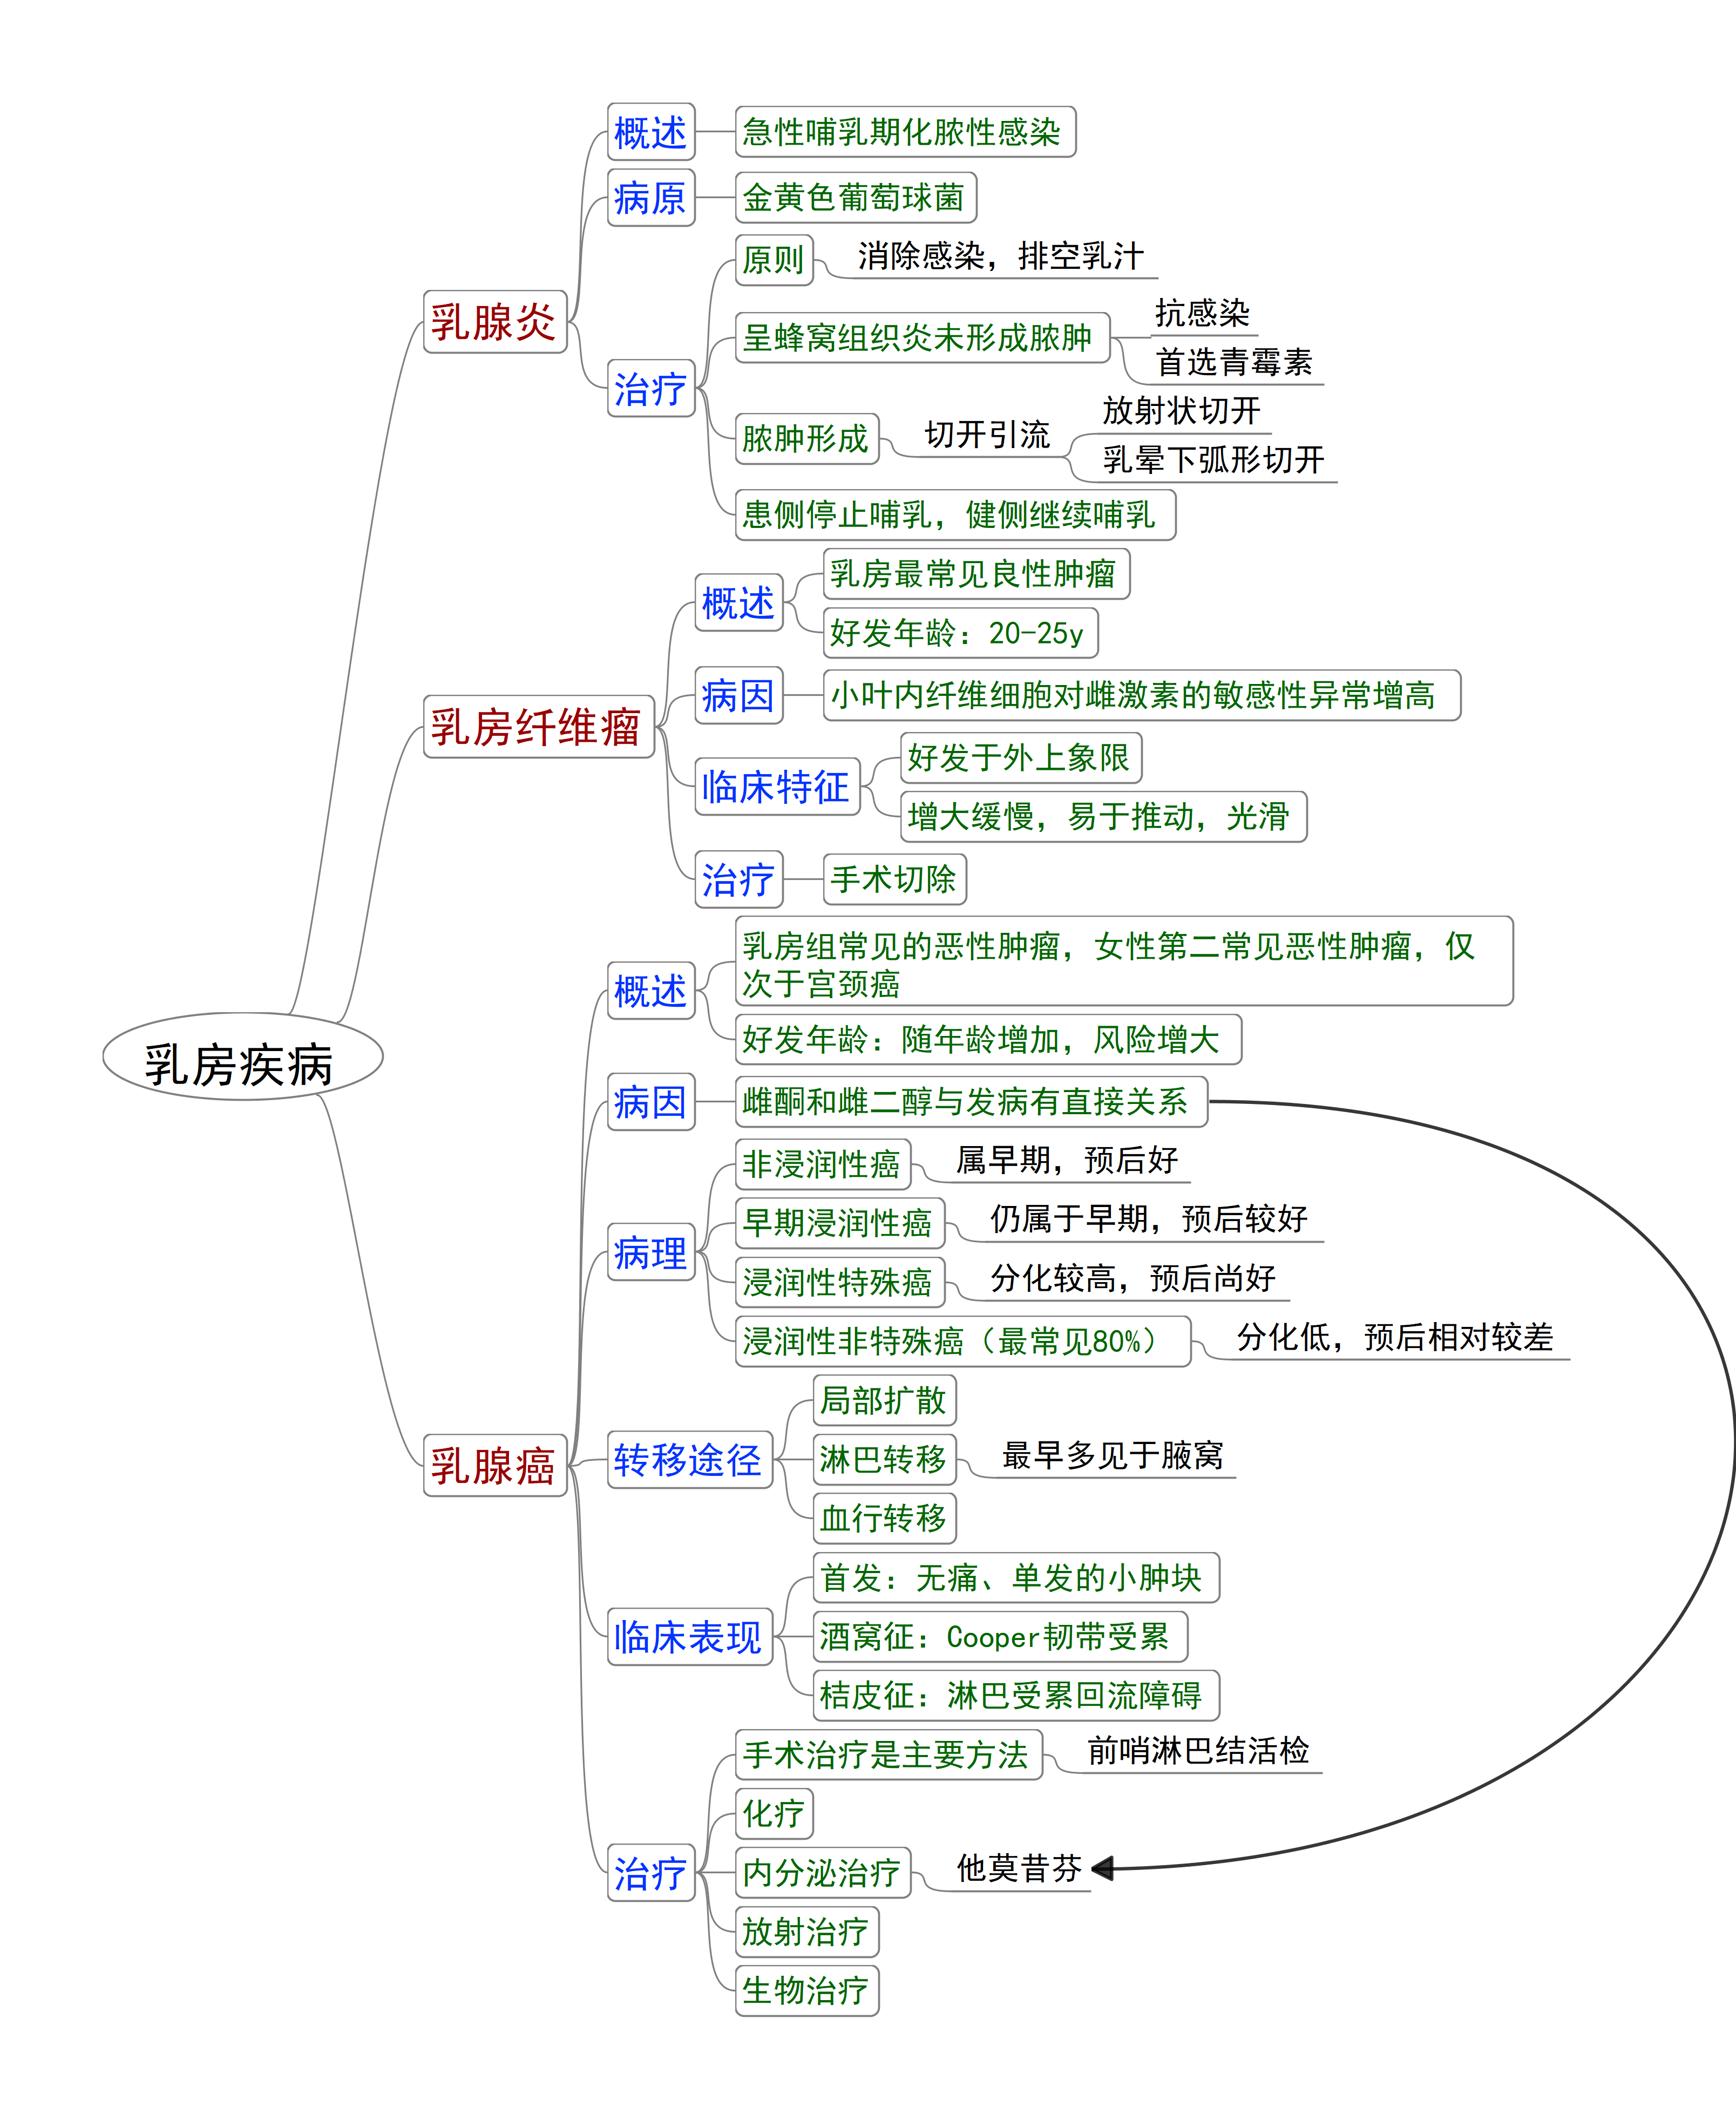 概述
急性哺乳期化脓性感染
病原
金黄色葡萄球菌
原则
消除感染，排空乳汁
乳腺炎
呈蜂窝组织炎未形成脓肿
抗感染
首选青霉素
治疗
脓肿形成
切开引流
放射状切开
乳晕下弧形切开
患侧停止哺乳，健侧继续哺乳
概述
乳房最常见良性肿瘤
好发年龄：20-25y
病因
小叶内纤维细胞对雌激素的敏感性异常增高
乳房纤维瘤
临床特征
好发于外上象限
增大缓慢，易于推动，光滑
治疗
手术切除
乳房疾病
概述
乳房组常见的恶性肿瘤，女性第二常见恶性肿瘤，仅
次于宫颈癌
好发年龄：随年龄增加，风险增大
病因
雌酮和雌二醇与发病有直接关系
病理
非浸润性癌
属早期，预后好
早期浸润性癌
仍属于早期，预后较好
浸润性特殊癌
分化较高，预后尚好
浸润性非特殊癌（最常见80%）
分化低，预后相对较差
乳腺癌
转移途径
局部扩散
淋巴转移
最早多见于腋窝
血行转移
临床表现
首发：无痛、单发的小肿块
酒窝征：Cooper韧带受累
桔皮征：淋巴受累回流障碍
治疗
手术治疗是主要方法
前哨淋巴结活检
化疗
内分泌治疗
他莫昔芬
放射治疗
生物治疗